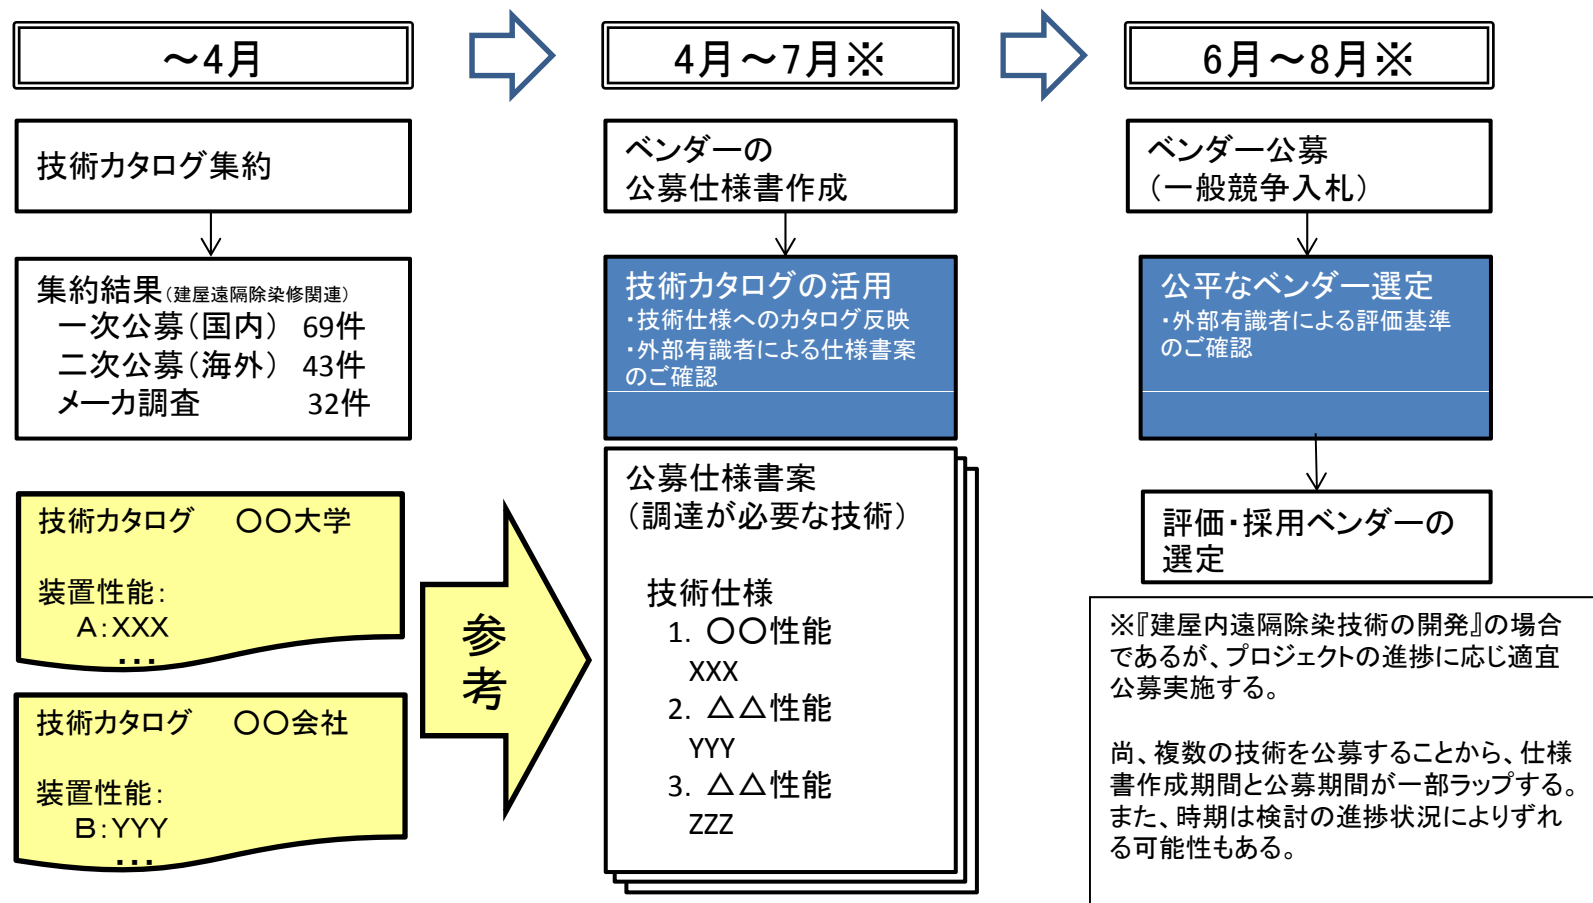 ～4月
4月～7月※
6月～8月※
技術カタログ集約
集約結果(建屋遠隔除染修関連)
一次公募(国内) 69件
二次公募(海外) 43件
メーカ調査 32件
技術カタログ 〇〇大学
装置性能:
A:XXX
…
技術カタログ 〇〇会社
装置性能:
B:YYY
…
参
考
ベンダーの
公募仕様書作成
技術カタログの活用
・技術仕様へのカタログ反映
・外部有識者による仕様書案
のご確認
公募仕様書案
(調達が必要な技術)
技術仕様
1. 〇〇性能
XXX
2. △△性能
YYY
3. △△性能
ZZZ
ベンダー公募
(一般競争入札)
公平なベンダー選定
・外部有識者による評価基準
のご確認
評価・採用ベンダーの
選定
※『建屋内遠隔除染技術の開発』の場合
であるが、プロジェクトの進捗に応じ適宜
公募実施する。
尚、複数の技術を公募することから、仕様
書作成期間と公募期間が一部ラップする。
また、時期は検討の進捗状況によりずれ
る可能性もある。